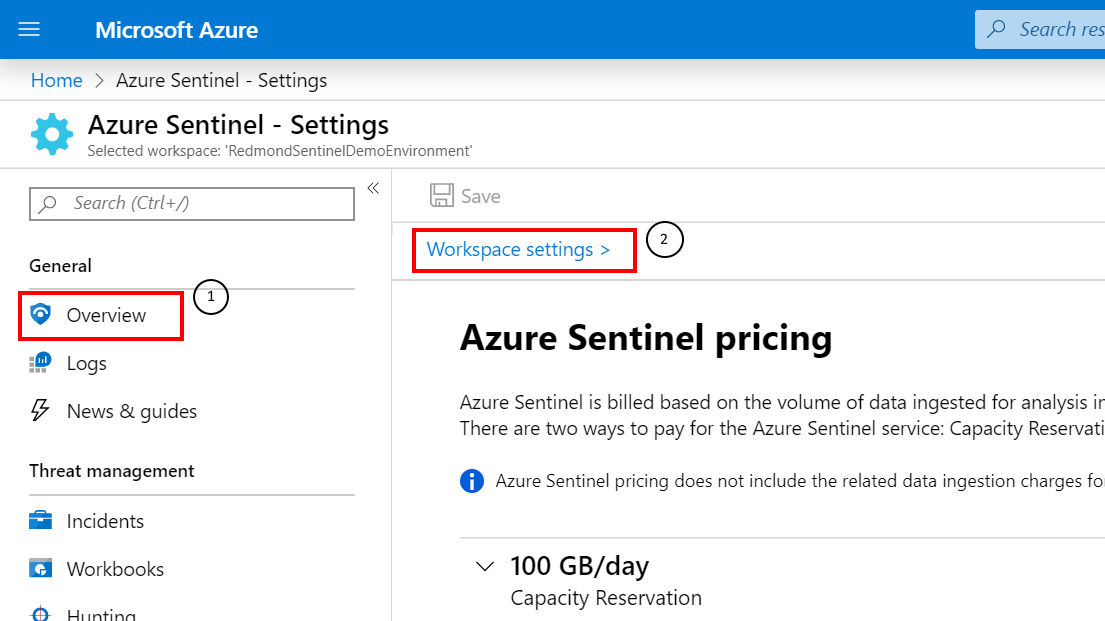 Microsoft Azure
Search res
Home > Azure Sentinel - Settings
Azure Sentinel - Settings
Selected workspace: 'RedmondSentinelDemoEnvironment'
Search (Ctrl+/)
«
Save
Workspace settings >
2
General
1
Overview
Logs
News & guides
Threat management
Incidents
Workbooks
Hunting
Azure Sentinel pricing
Azure Sentinel is billed based on the volume of data ingested for analysis in
There are two ways to pay for the Azure Sentinel service: Capacity Reservati
Azure Sentinel pricing does not include the related data ingestion charges fo
100 GB/day
Capacity Reservation